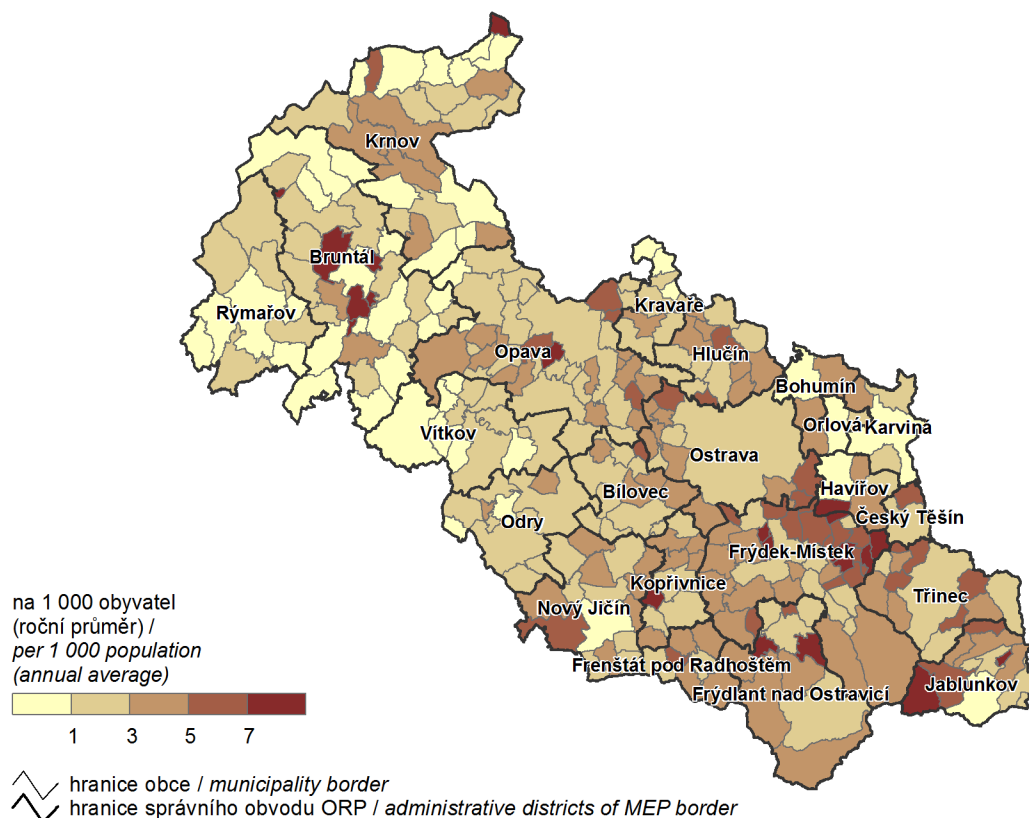 Krnov
Bruntál
Rýmařov
Kravaře
Opava
Hlučín
Bohumín
Vítkov
Orlová
Karviná
Ostrava
Bílovec
Havířov
Odry
Český Těšín
Frýdek-Místek
Kopřivnice
Nový Jičín
Třinec
Frenštát pod Radhoštěm
Jablunkov
Frýdlant nad Ostravicí
na 1 000 obyvatel
(roční průměr) /
per 1 000 population
(annual average)
1 3 5 7
hranice obce / municipality border
hranice správního obvodu ORP / administrative districts of MEP border